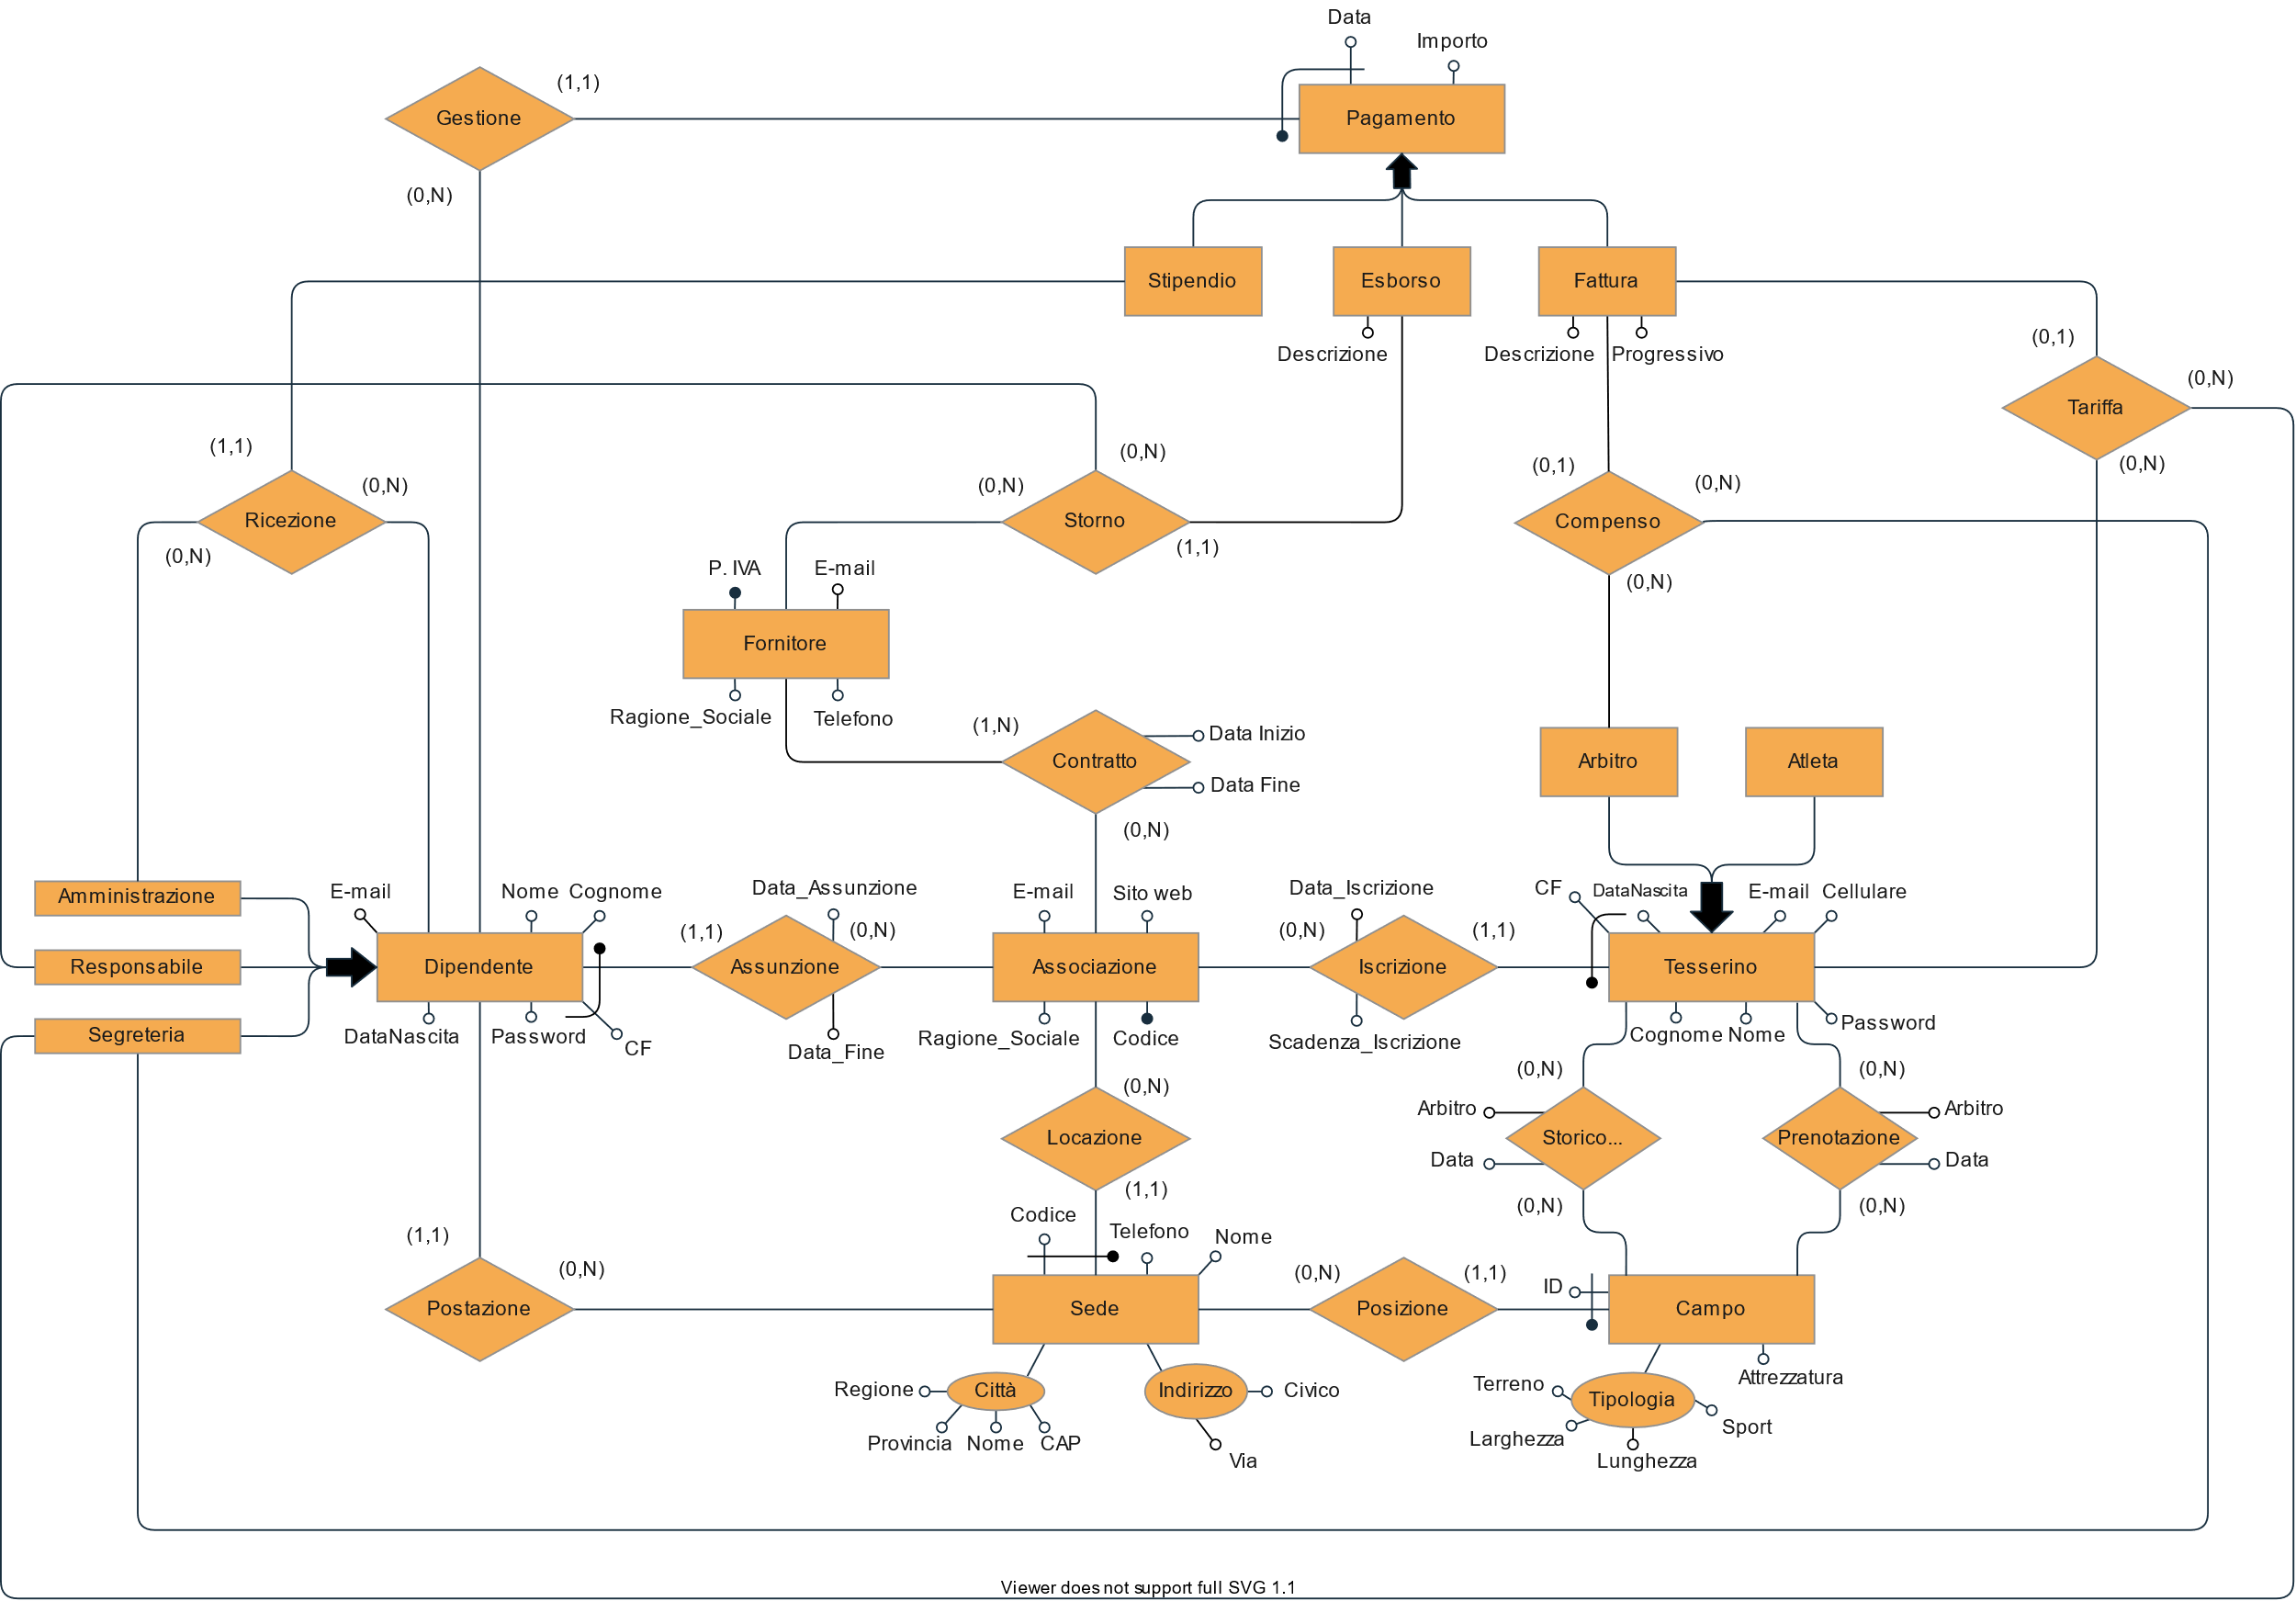 Data
Importo
(1,1)
Gestione
Pagamento
(0,N)
Stipendio
Esborso
Fattura
(0,1)
Descrizione
Descrizione
Progressivo
(0,N)
Tariffa
(1,1)
(0,N)
(0,N)
(0,N)
(0,1)
(0,N)
(0,N)
Ricezione
Storno
Compenso
(0,N)
(1,1)
P. IVA
E-mail
(0,N)
Fornitore
Ragione_Sociale
Telefono
(1,N)
Data Inizio
Contratto
Arbitro
Atleta
Data Fine
(0,N)
Amministrazione
E-mail
Nome
Cognome
Data_Assunzione
E-mail
Sito web
Data_Iscrizione
CF
DataNascita
E-mail
Cellulare
(1,1)
(0,N)
(0,N)
(1,1)
Responsabile
Dipendente
Assunzione
Associazione
Iscrizione
Tesserino
Segreteria
DataNascita
Password
CF
Data_Fine
Ragione_Sociale
Codice
Scadenza_Iscrizione
Cognome
Nome
Password
(0,N)
(0,N)
(0,N)
Arbitro
Arbitro
Locazione
Storico...
Prenotazione
Data
Data
(1,1)
(0,N)
(0,N)
Codice
Telefono
Nome
(1,1)
(0,N)
(0,N)
(1,1)
ID
Postazione
Sede
Posizione
Campo
Regione
Città
Indirizzo
Civico
Attrezzatura
Terreno
Tipologia
Sport
Provincia
Nome
CAP
Via
Larghezza
Lunghezza
Viewer does not support full SVG 1.1